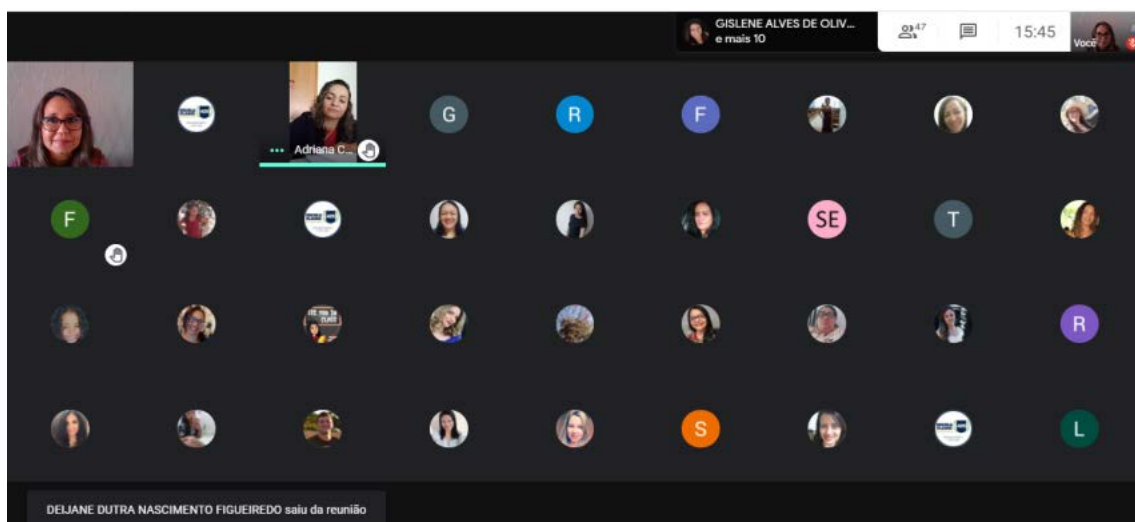 GISLENE ALVES DE OLIV...
e mais 10
47
15:45
Você
Adriana C...
G
R
F
F
SE
T
R
S
L
DEIJANE DUTRA NASCIMENTO FIGUEIREDO saiu da reunião